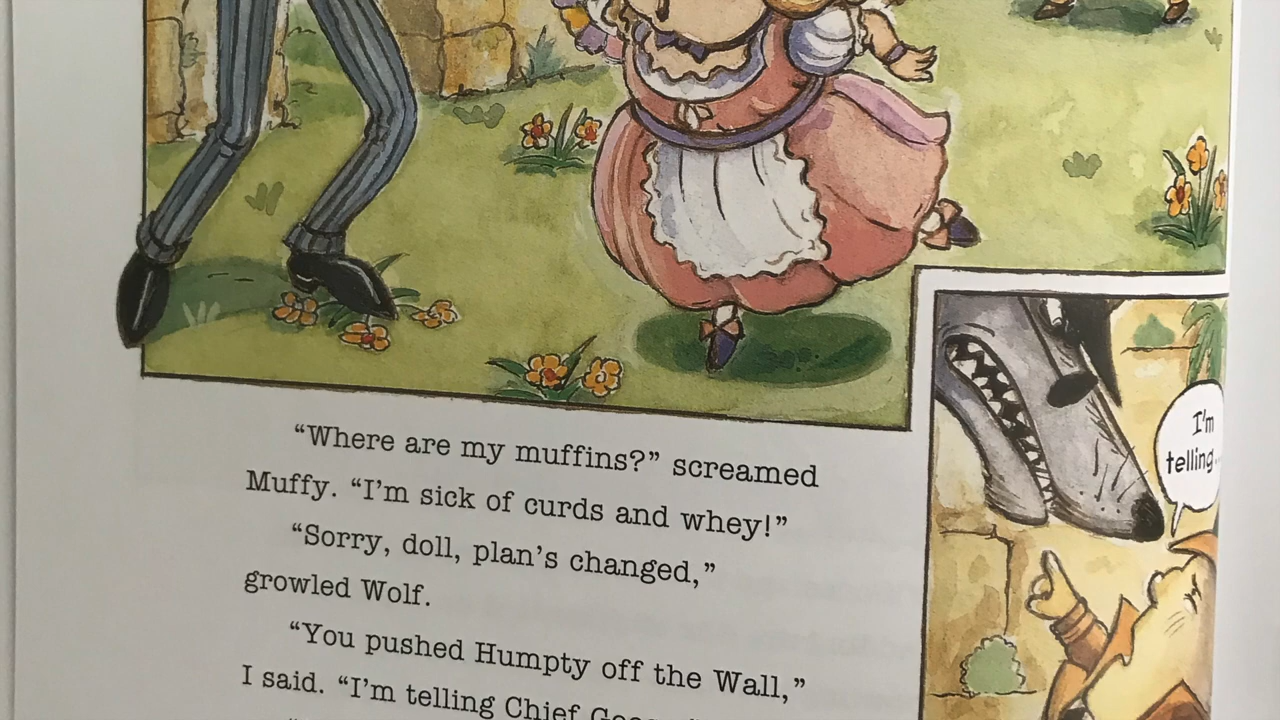 “Where are my muffins?” screamed
Muffy. “I’m sick of curds and whey!”
“Sorry, doll, plan’s changed,”
growled Wolf.
“You pushed Humpty off the Wall,”
I said. “I’m telling Chief
I’m
telling